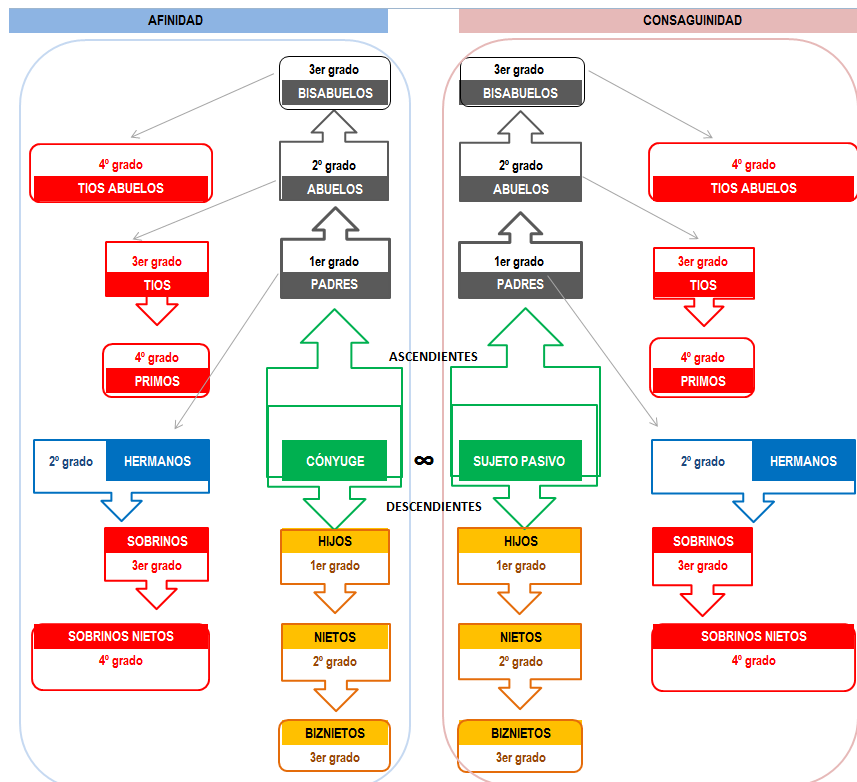 AFINIDAD
CONSAGUINIDAD
3er grado
BISABUELOS
3er grado
BISABUELOS
4º grado
TIOS ABUELOS
2º grado
ABUELOS
2º grado
ABUELOS
4º grado
TIOS ABUELOS
3er grado
TIOS
1er grado
PADRES
1er grado
PADRES
3er grado
TIOS
4º grado
PRIMOS
ASCENDIENTES
4º grado
PRIMOS
2º grado
HERMANOS
CÓNYUGE
∞
SUJETO PASIVO
2º grado
HERMANOS
DESCENDIENTES
SOBRINOS
3er grado
HIJOS
1er grado
HIJOS
1er grado
SOBRINOS
3er grado
SOBRINOS NIETOS
4º grado
NIETOS
2º grado
NIETOS
2º grado
SOBRINOS NIETOS
4º grado
BIZNIETOS
3er grado
BIZNIETOS
3er grado